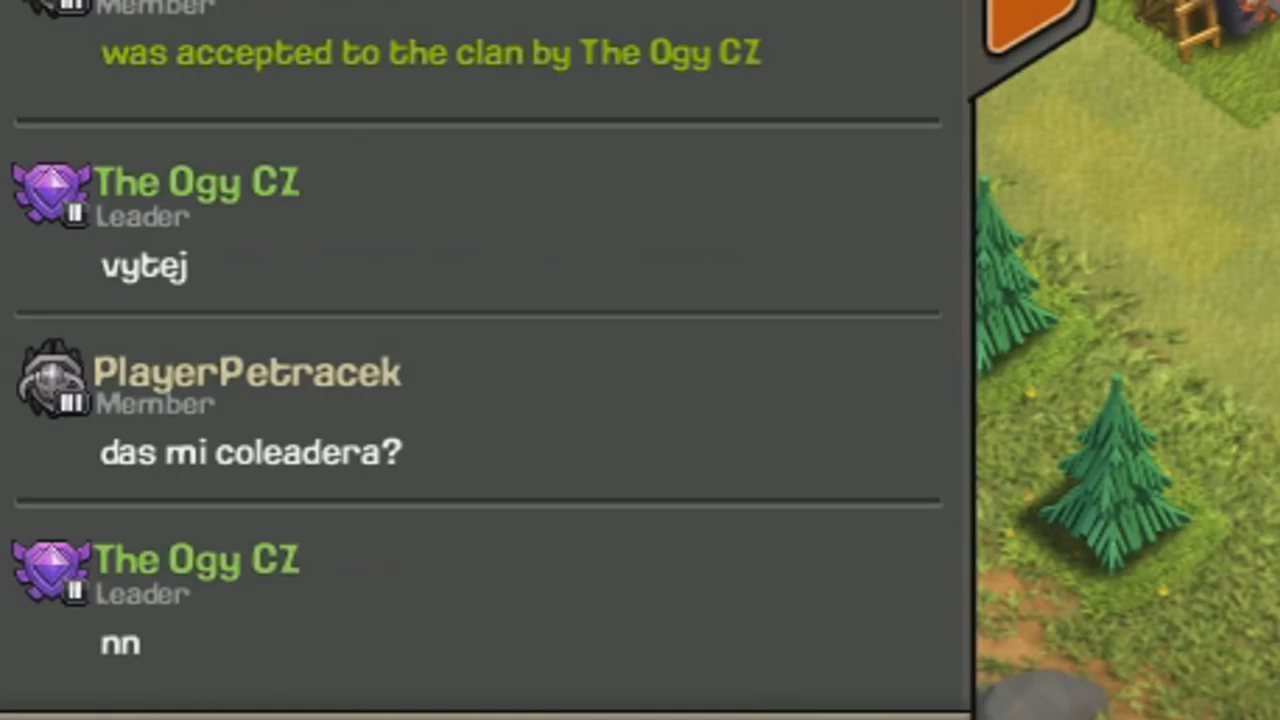 Member
was accepted to the clan by The Ogy CZ
The Ogy CZ
Leader
vytej
PlayerPetracek
Member
das mi coleadera?
The Ogy CZ
Leader
nn